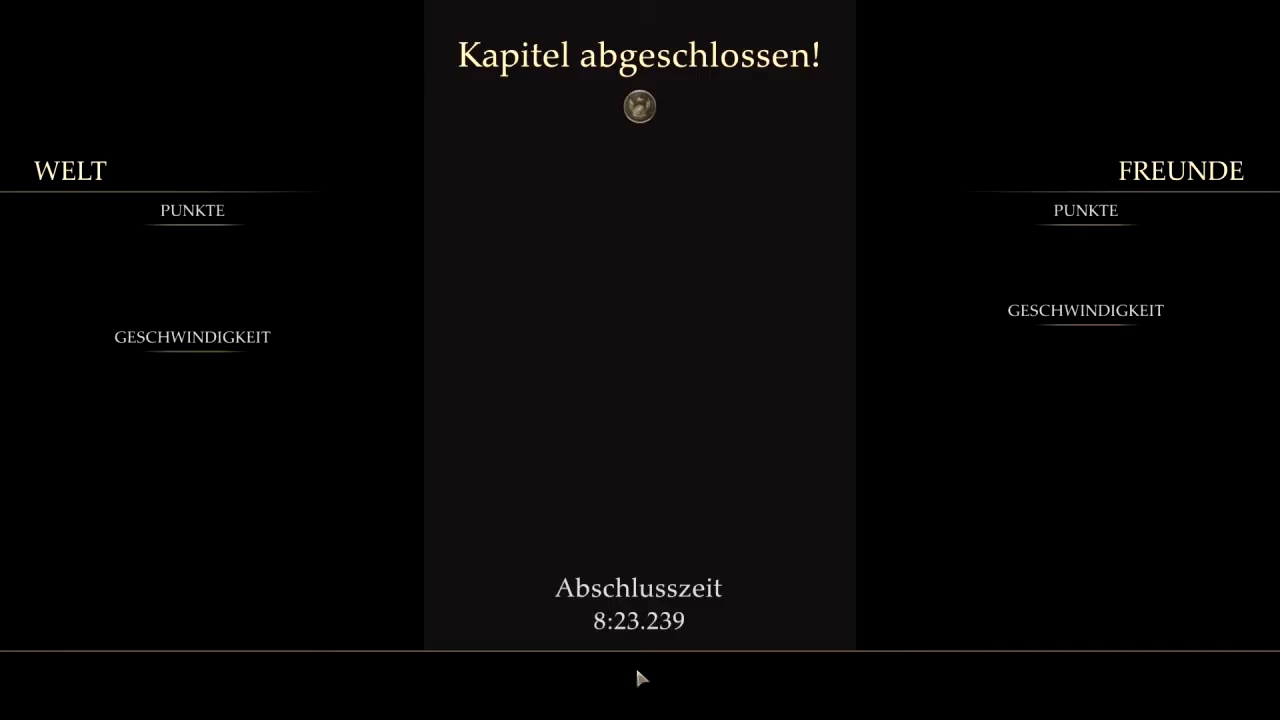 Kapitel abgeschlossen!
WELT
PUNKTE
GESCHWINDIGKEIT
FREUNDE
PUNKTE
GESCHWINDIGKEIT
Abschlusszeit
8:23.239